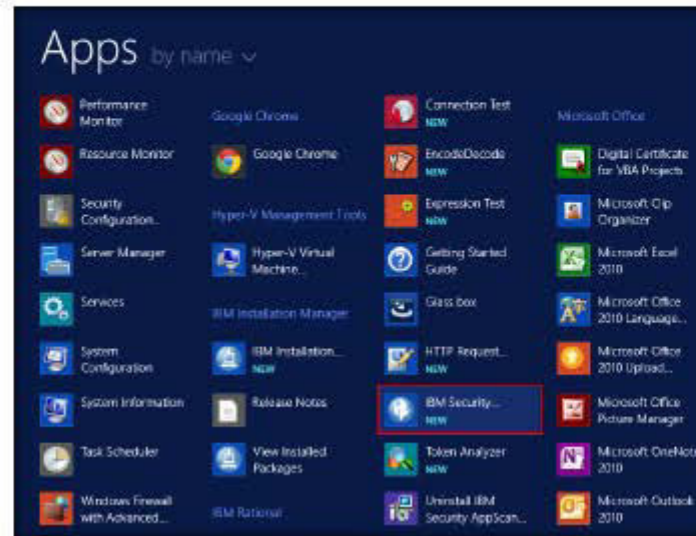 Apps by name
Performance
Monitor
Resource Monitor
Security
Configuration...
Server Manager
Services
System
Configuration
System Information
Task Scheduler
Windows Firewall
with Advanced...
Google Chrome
Google Chrome
Hyper-V Management Tools
Hyper-V Virtual
Machine...
IBM Installation Manager
IBM Installation...
NEW
Release Notes
View Installed
Packages
IBM Rational
Connection Test
NEW
EncodeDecode
NEW
Expression Test
NEW
Getting Started
Guide
Glass box
HTTP Request...
NEW
IBM Security...
NEW
Token Analyzer
NEW
Uninstall IBM
Security AppScan...
Microsoft Office
Digital Certificate
for VBA Projects
Microsoft Clip
Organizer
Microsoft Excel
2010
Microsoft Office
2010 Language...
Microsoft Office
2010 Upload...
Microsoft Office
Picture Manager
Microsoft OneNote
2010
Microsoft Outlook
2010